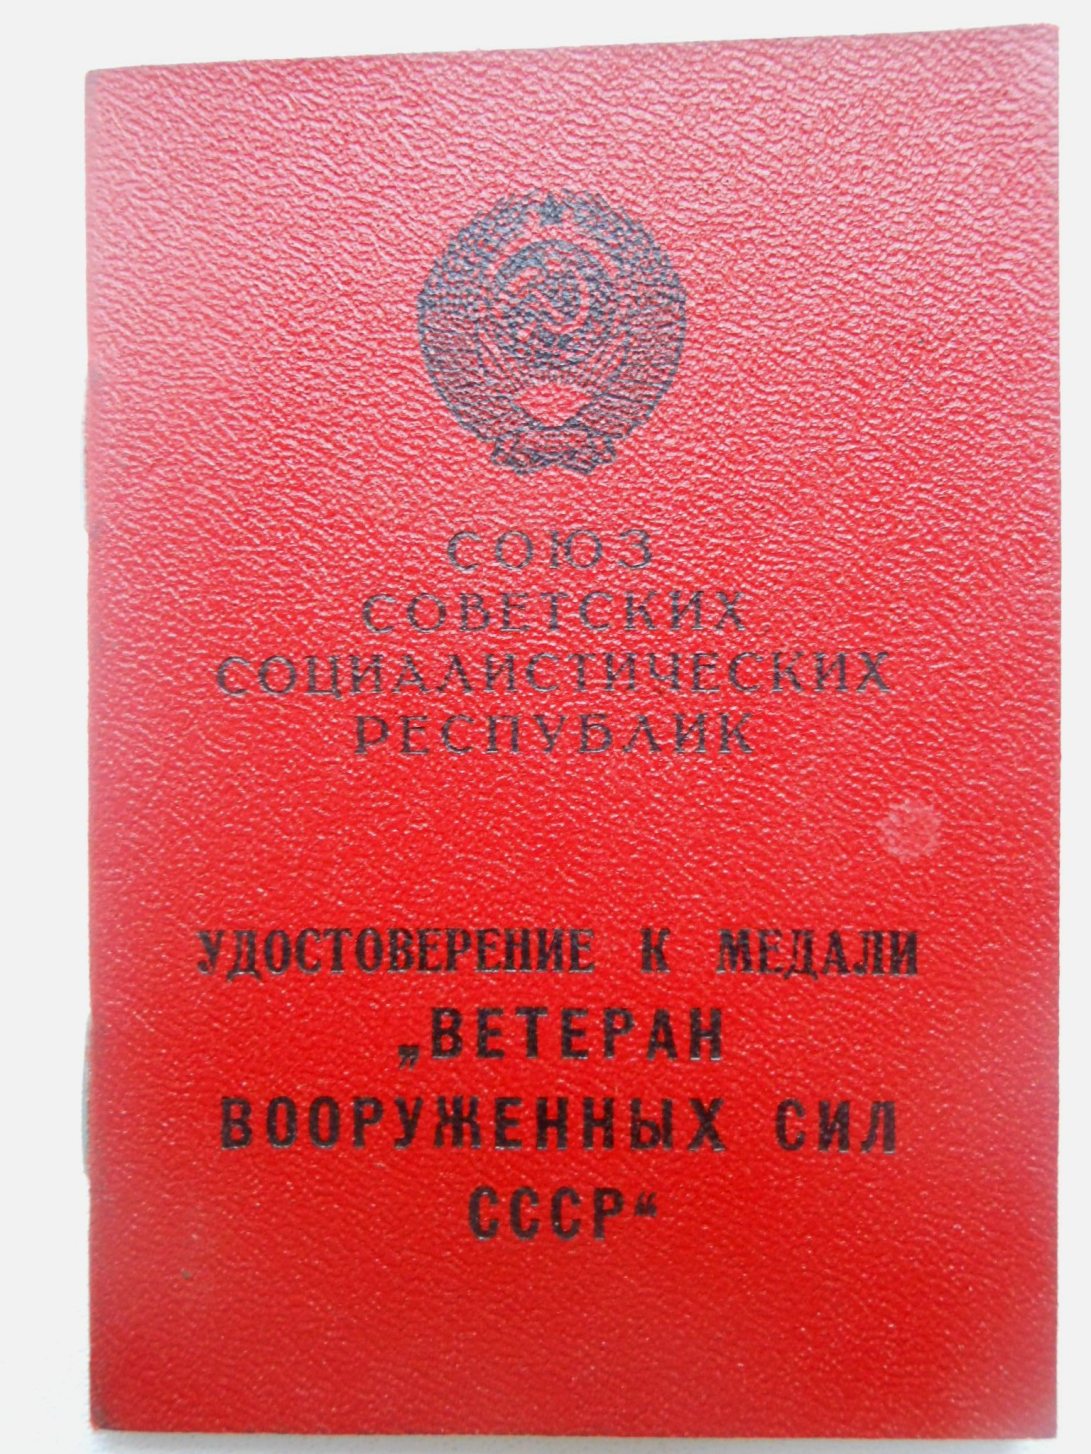 СОЮЗ
СОВЕТСКИХ
СОЦИАЛИСТИЧЕСКИХ
РЕСПУБЛИК
УДОСТОВЕРЕНИЕ К МЕДАЛИ
„ВЕТЕРАН
ВООРУЖЕННЫХ СИЛ
СССР“